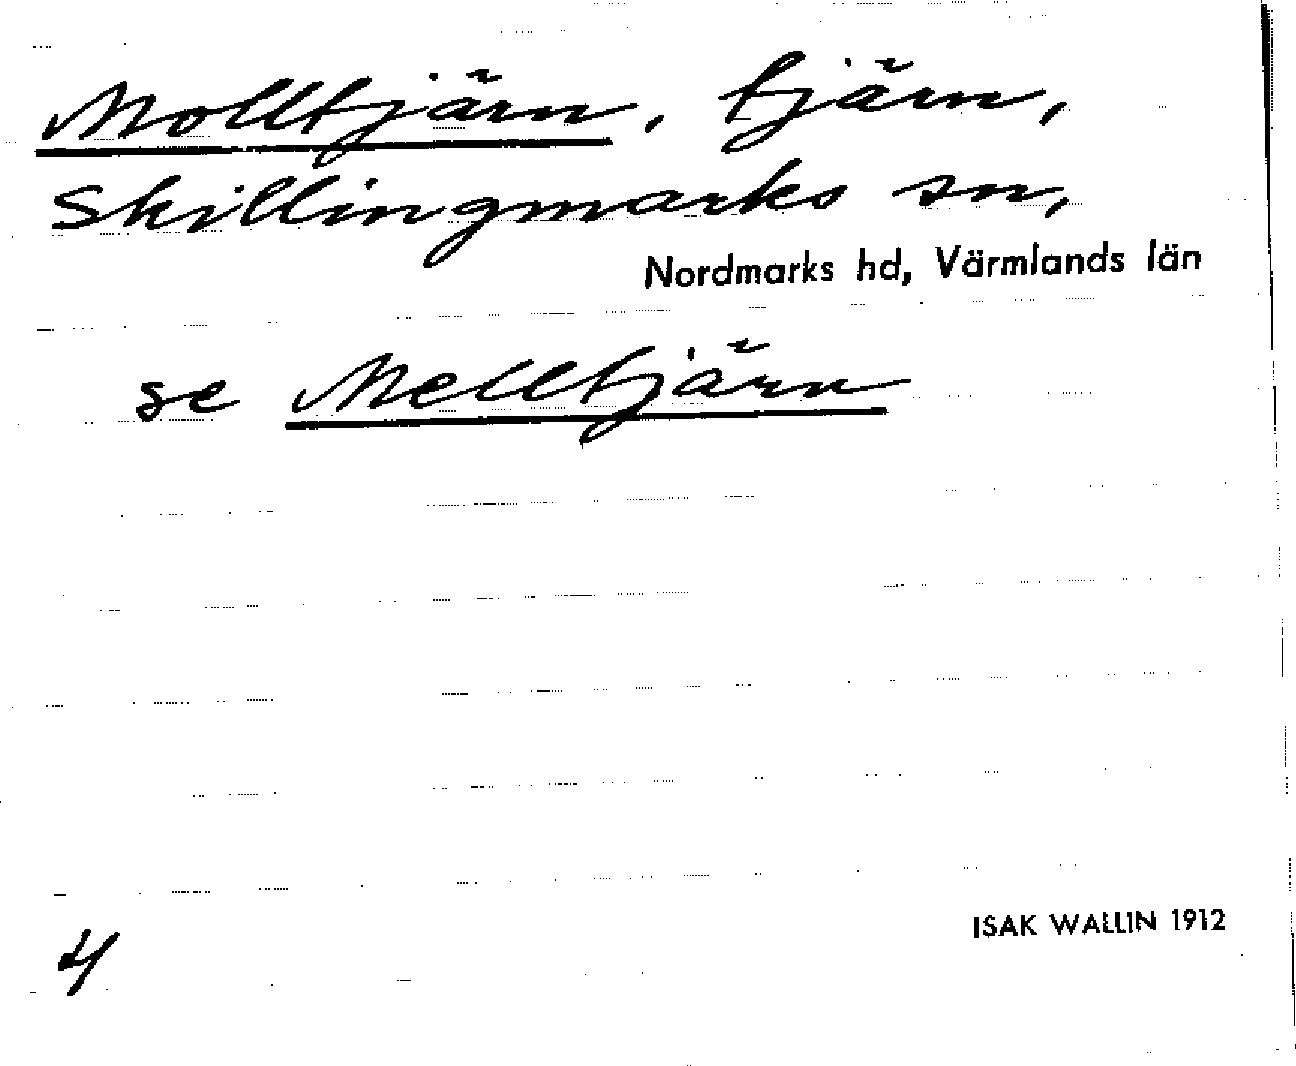 Molltjärn, tjärn,
Skillingmarks sn,
Nordmarks hd, Värmlands län
se Melltjärn
ISAK WALLIN 1912
4